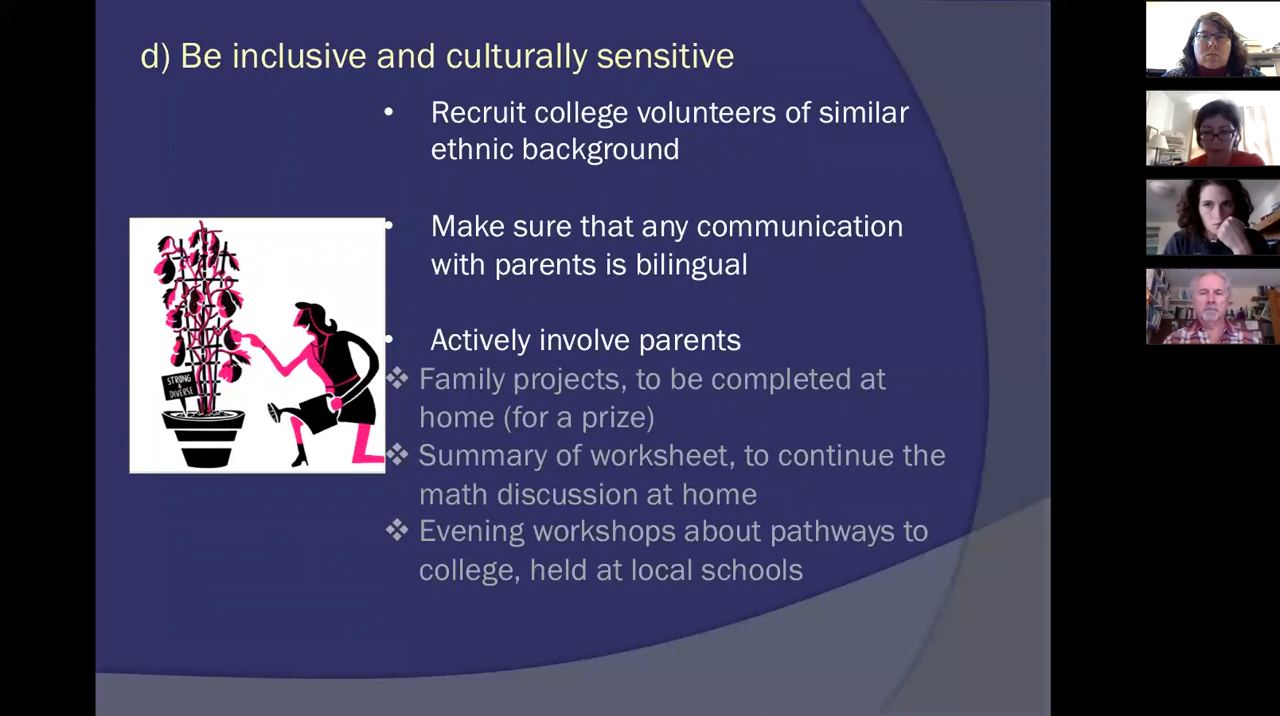 d) Be inclusive and culturally sensitive
• Recruit college volunteers of similar
ethnic background
• Make sure that any communication
with parents is bilingual
• Actively involve parents
❖ Family projects, to be completed at
home (for a prize)
❖ Summary of worksheet, to continue the
math discussion at home
❖ Evening workshops about pathways to
college, held at local schools
STRONG
&
DIVERSE